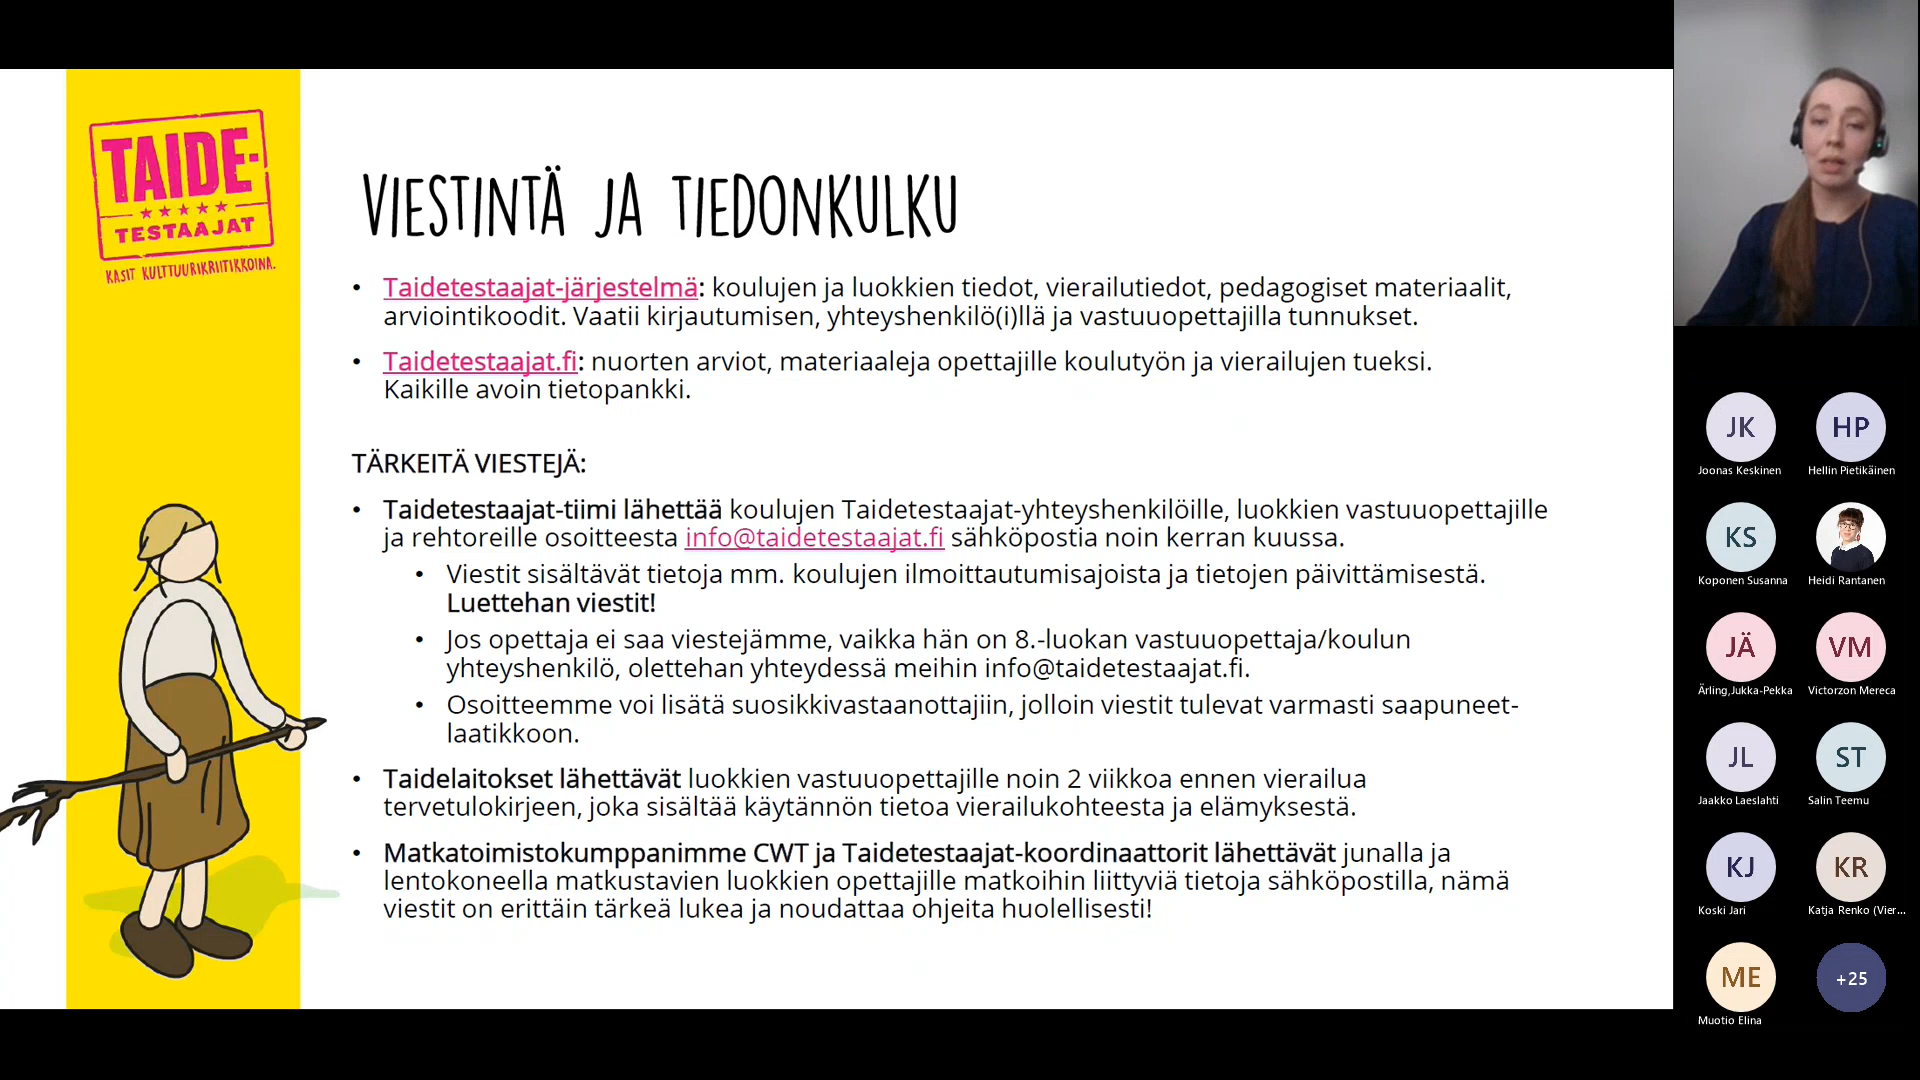 TAIDE-
TESTAAJAT
KASIT KULTTUURIKRIITIKKOINA.
VIESTINTÄ JA TIEDONKULKU
• Taidetestaajat-järjestelmä: koulujen ja luokkien tiedot, vierailutiedot, pedagogiset materiaalit,
arviointikoodit. Vaatii kirjautumisen, yhteyshenkilö(i)llä ja vastuuopettajilla tunnukset.
• Taidetestaajat.fi: nuorten arviot, materiaaleja opettajille koulutyön ja vierailujen tueksi.
Kaikille avoin tietopankki.
TÄRKEITÄ VIESTEJÄ:
• Taidetestaajat-tiimi lähettää koulujen Taidetestaajat-yhteyshenkilöille, luokkien vastuuopettajille
ja rehtoreille osoitteesta info@taidetestaajat.fi sähköpostia noin kerran kuussa.
• Viestit sisältävät tietoja mm. koulujen ilmoittautumisajoista ja tietojen päivittämisestä.
Luettehan viestit!
• Jos opettaja ei saa viestejämme, vaikka hän on 8.-luokan vastuuopettaja/koulun
yhteyshenkilö, olettehan yhteydessä meihin info@taidetestaajat.fi.
• Osoitteemme voi lisätä suosikkivastaanottajiin, jolloin viestit tulevat varmasti saapuneet-
laatikkoon.
• Taidelaitokset lähettävät luokkien vastuuopettajille noin 2 viikkoa ennen vierailua
tervetulokirjeen, joka sisältää käytännön tietoa vierailukohteesta ja elämyksestä.
• Matkatoimistokumppanimme CWT ja Taidetestaajat-koordinaattorit lähettävät junalla ja
lentokoneella matkustavien luokkien opettajille matkoihin liittyviä tietoja sähköpostilla, nämä
viestit on erittäin tärkeä lukea ja noudattaa ohjeita huolellisesti!
JK HP
Joonas Keskinen Hellin Pietikäinen
KS
Koponen Susanna Heidi Rantanen
JÄ VM
Ärling,Jukka-Pekka Victorzon Mereca
JL ST
Jaakko Laeslahti Salin Teemu
KJ KR
Koski Jari Katja Renko (Vier...
ME +25
Muotio Elina